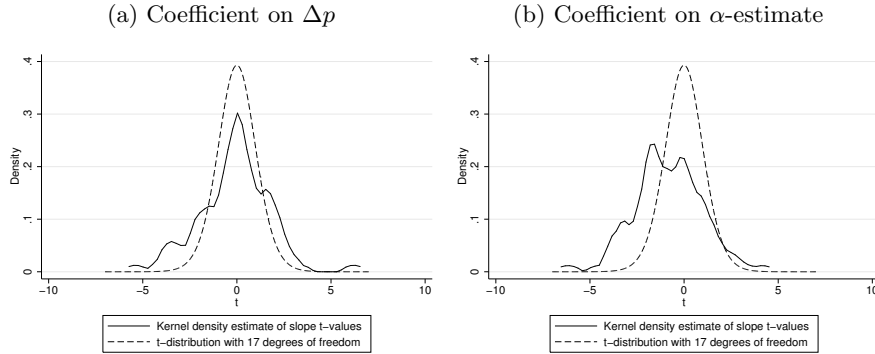 (a) Coefficient on Δp
(b) Coefficient on α-estimate
.4
.3
.2
.1
0
Density
−10
−5
0
5
10
t
Kernel density estimate of slope t−values
t−distribution with 17 degrees of freedom
.4
.3
.2
.1
0
Density
−10
−5
0
5
10
t
Kernel density estimate of slope t−values
t−distribution with 17 degrees of freedom